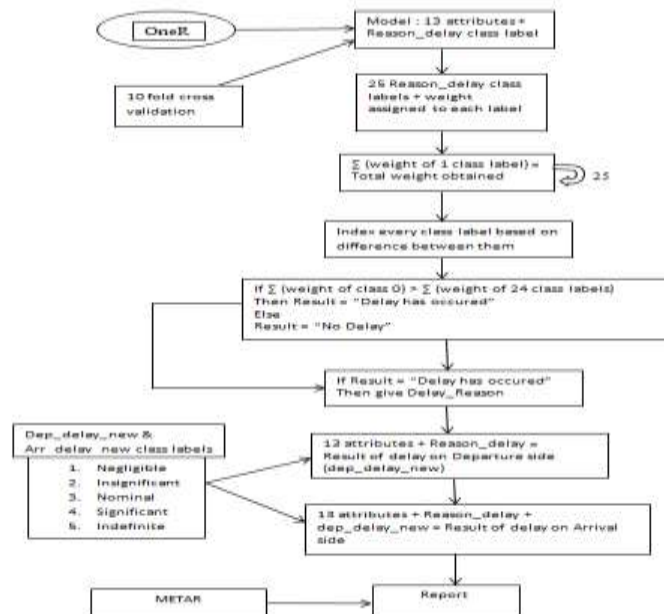 OneR
Model : 13 attributes +
Reason_delay class label
10 fold cross
validation
25 Reason_delay class
labels + weight
assigned to each label
∑ (weight of 1 class label) =
Total weight obtained
25
Index every class label based on
difference between them
If ∑ (weight of class 0) > ∑ (weight of 24 class labels)
Then Result = "Delay has occured"
Else
Result = "No Delay"
If Result = "Delay has occured"
Then give Delay_Reason
Dep_delay_new &
Arr_delay_new class labels
1. Negligible
2. Insignificant
3. Nominal
4. Significant
5. Indefinite
13 attributes + Reason_delay =
Result of delay on Departure side
(dep_delay_new)
13 attributes + Reason_delay +
dep_delay_new = Result of delay on Arrival
side
METAR
Report